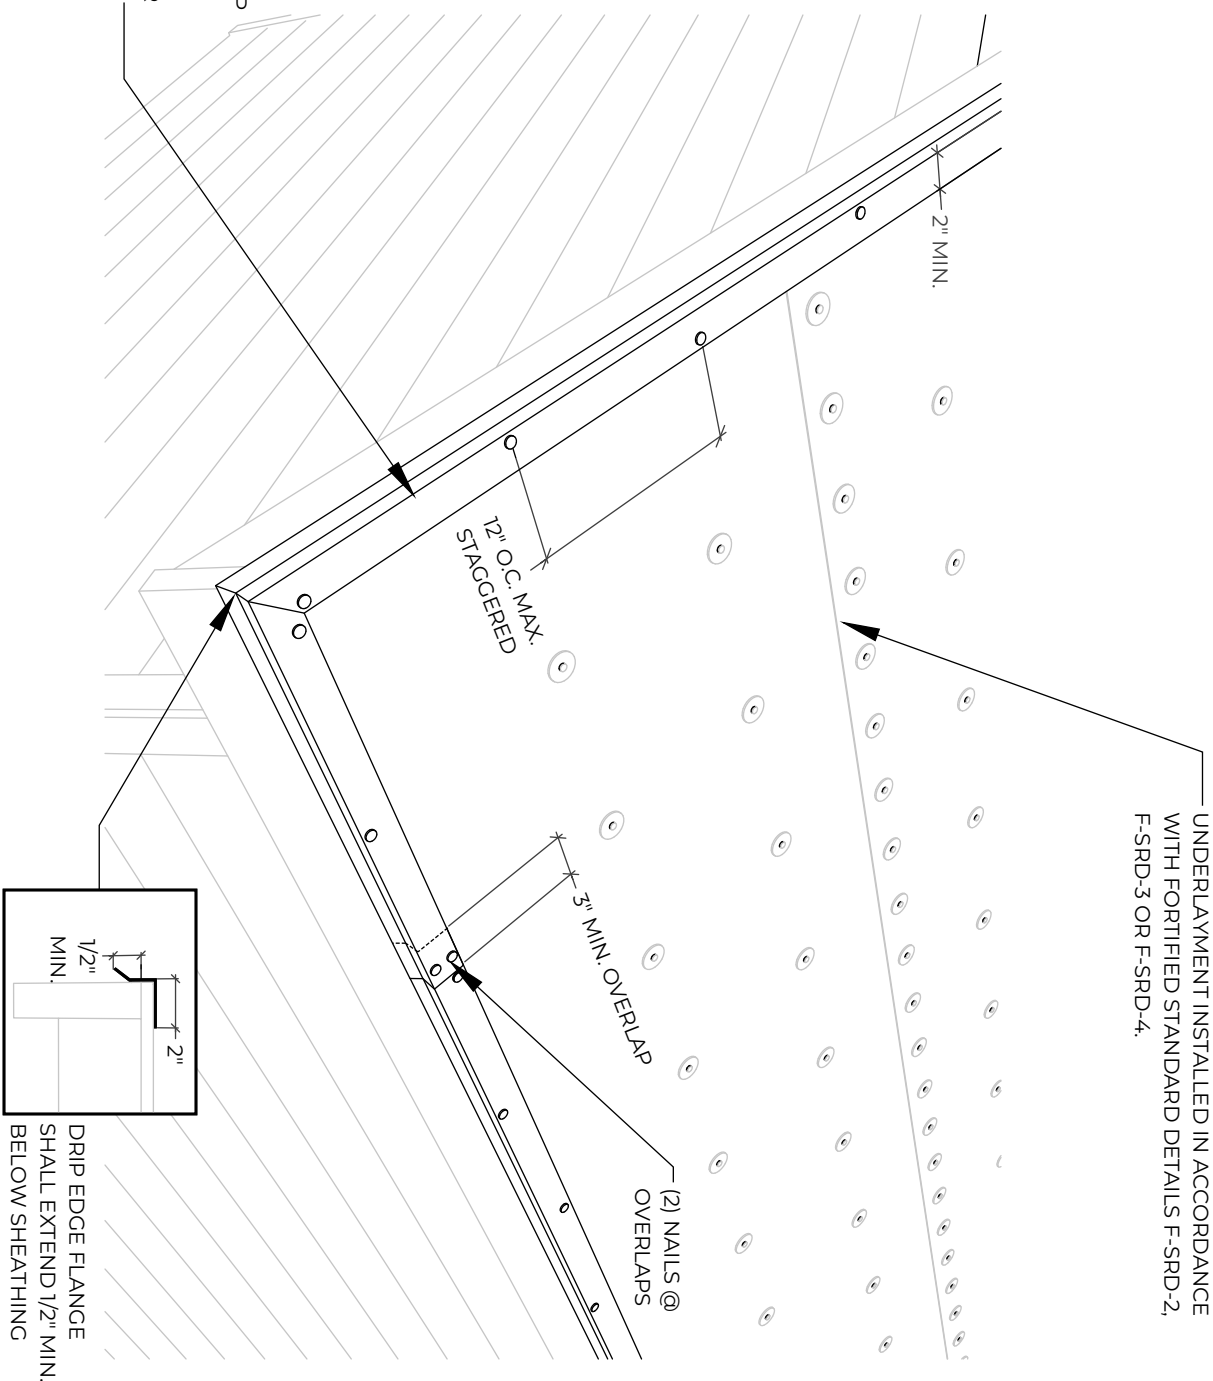 UNDERLAYMENT INSTALLED IN ACCORDANCE
WITH FORTIFIED STANDARD DETAILS F-SRD-2,
F-SRD-3 OR F-SRD-4.
2" MIN.
12" O.C. MAX.
STAGGERED
3" MIN. OVERLAP
(2) NAILS @
OVERLAPS
2"
1/2"
MIN.
DRIP EDGE FLANGE
SHALL EXTEND 1/2" MIN.
BELOW SHEATHING